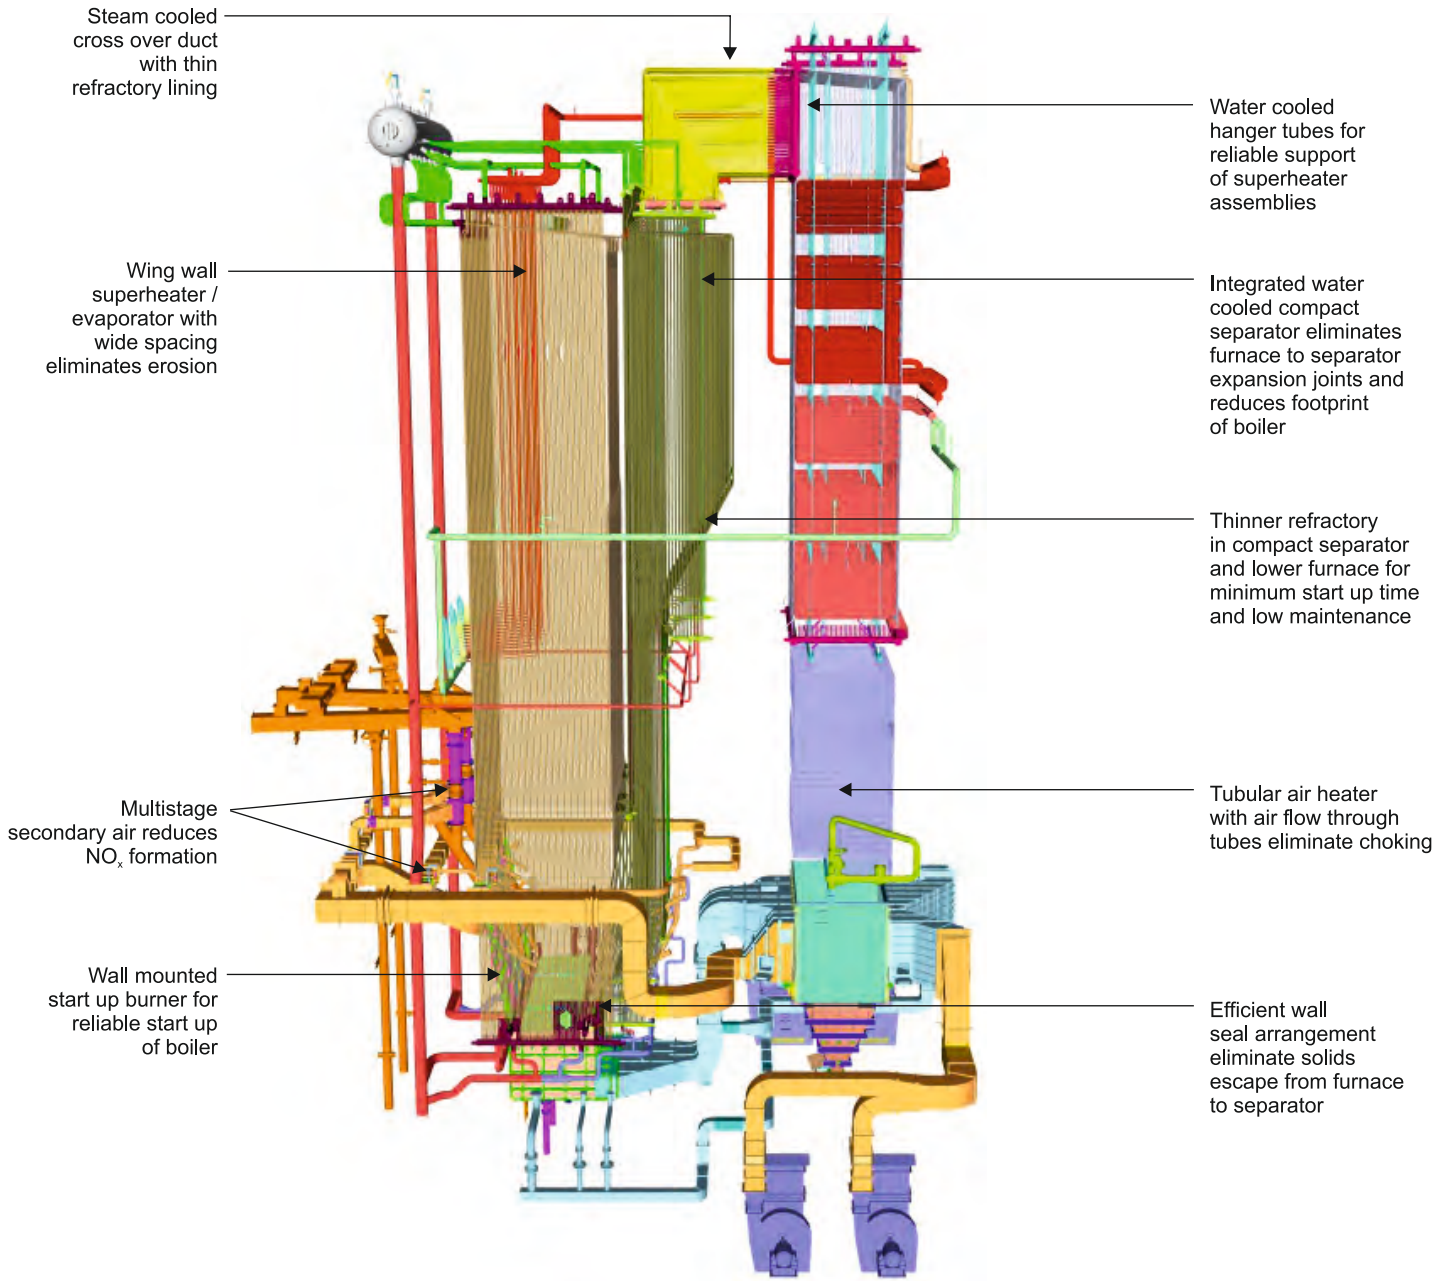 Steam cooled
cross over duct
with thin
refractory lining
Water cooled
hanger tubes for
reliable support
of superheater
assemblies
Wing wall
superheater /
evaporator with
wide spacing
eliminates erosion
Integrated water
cooled compact
separator eliminates
furnace to separator
expansion joints and
reduces footprint
of boiler
Thinner refractory
in compact separator
and lower furnace for
minimum start up time
and low maintenance
Multistage
secondary air reduces
NOₓ formation
Tubular air heater
with air flow through
tubes eliminate choking
Wall mounted
start up burner for
reliable start up
of boiler
Efficient wall
seal arrangement
eliminate solids
escape from furnace
to separator